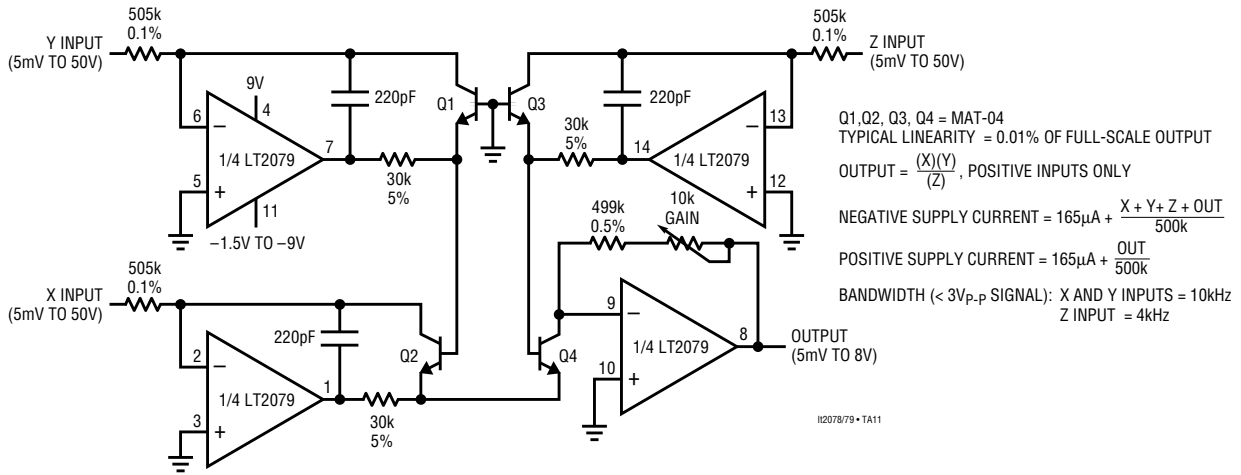 505k
0.1%
Y INPUT
(5mV TO 50V)
9V
4
6
–
1/4 LT2079
7
5
+
11
–1.5V TO –9V
220pF
30k
5%
Q1
Q3
505k
0.1%
Z INPUT
(5mV TO 50V)
220pF
30k
5%
14
13
–
1/4 LT2079
12
+
505k
0.1%
X INPUT
(5mV TO 50V)
2
–
1/4 LT2079
1
3
+
220pF
30k
5%
Q2
Q4
499k
0.5%
10k
GAIN
9
–
1/4 LT2079
8
10
+
OUTPUT
(5mV TO 8V)
Q1,Q2, Q3, Q4 = MAT-04
TYPICAL LINEARITY = 0.01% OF FULL-SCALE OUTPUT
OUTPUT = (X)(Y)/(Z), POSITIVE INPUTS ONLY
NEGATIVE SUPPLY CURRENT = 165µA + X + Y+ Z + OUT/500k
POSITIVE SUPPLY CURRENT = 165µA + OUT/500k
BANDWIDTH (< 3VP-P SIGNAL): X AND Y INPUTS = 10kHz
Z INPUT = 4kHz
lt2078/79 • TA11